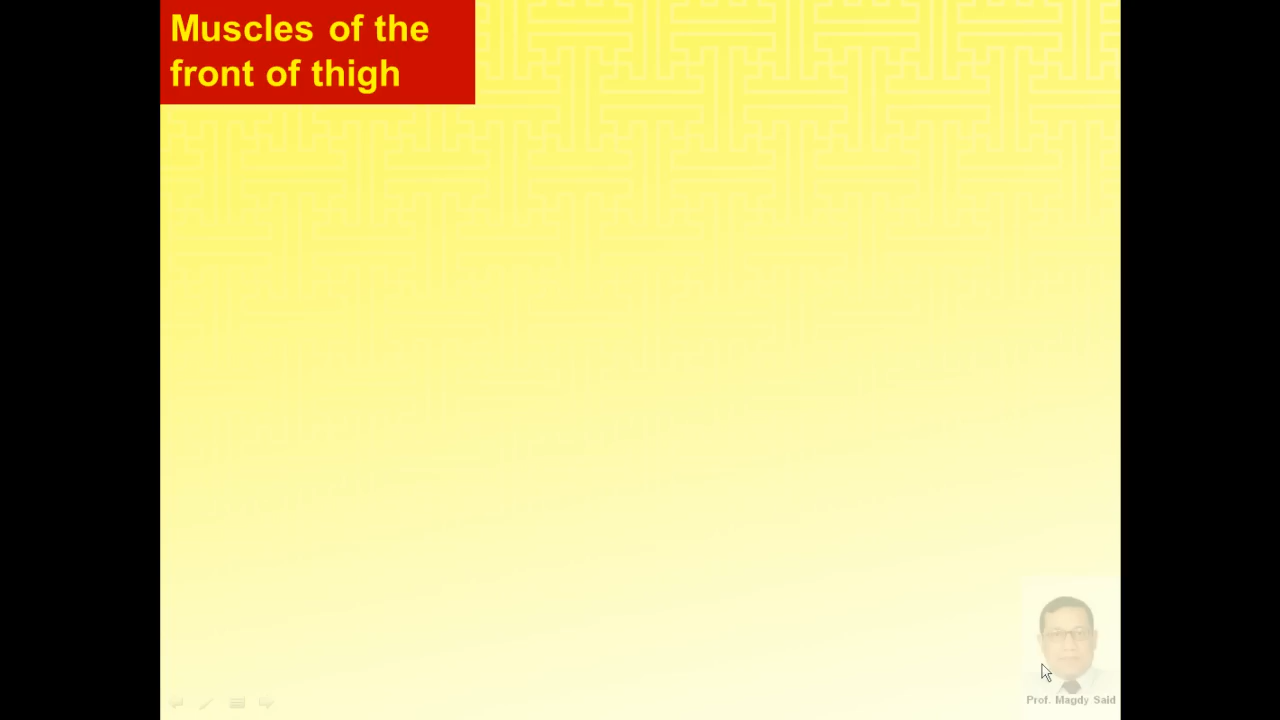 Muscles of the
front of thigh
Prof. Magdy Said